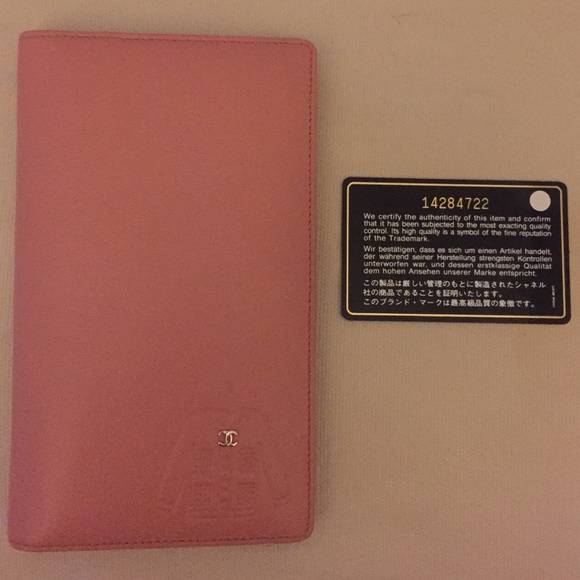 14284722
We certify the authenticity of this item and confirm
that it has been subjected to the most exacting quality
control. Its high quality is a symbol of the fine reputation
of the Trademark.
Wir bestätigen, dass es sich um einen Artikel handelt,
der während seiner Herstellung strengsten Kontrollen
unterworfen war, und dessen erstklassige Qualität
dem hohen Ansehen unserer Marke entspricht.
この製品は厳しい管理のもとに製造されたシャネル
社の商品であることを証明いたします。
このブランド・マークは最高級品質の象徴です。